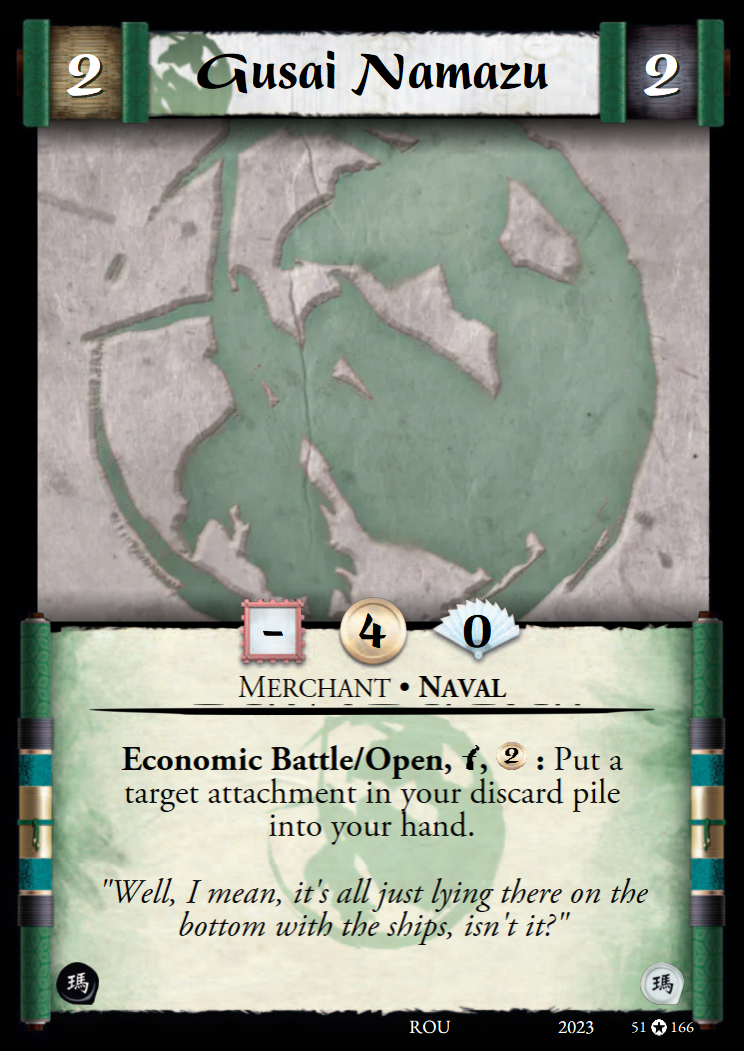 2 Gusai Namazu 2
- 4 0
MERCHANT • NAVAL
Economic Battle/Open, , 2 : Put a
target attachment in your discard pile
into your hand.
"Well, I mean, it's all just lying there on the
bottom with the ships, isn't it?"
瑪 瑪
ROU 2023 51 166